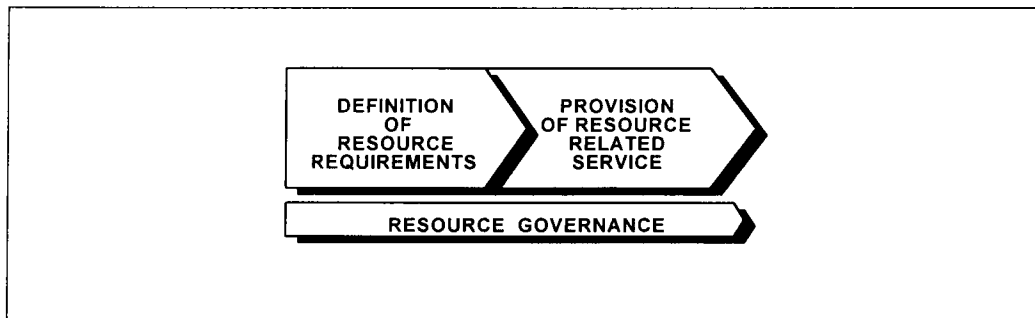 DEFINITION
OF
RESOURCE
REQUIREMENTS
PROVISION
OF RESOURCE
RELATED
SERVICE
RESOURCE GOVERNANCE